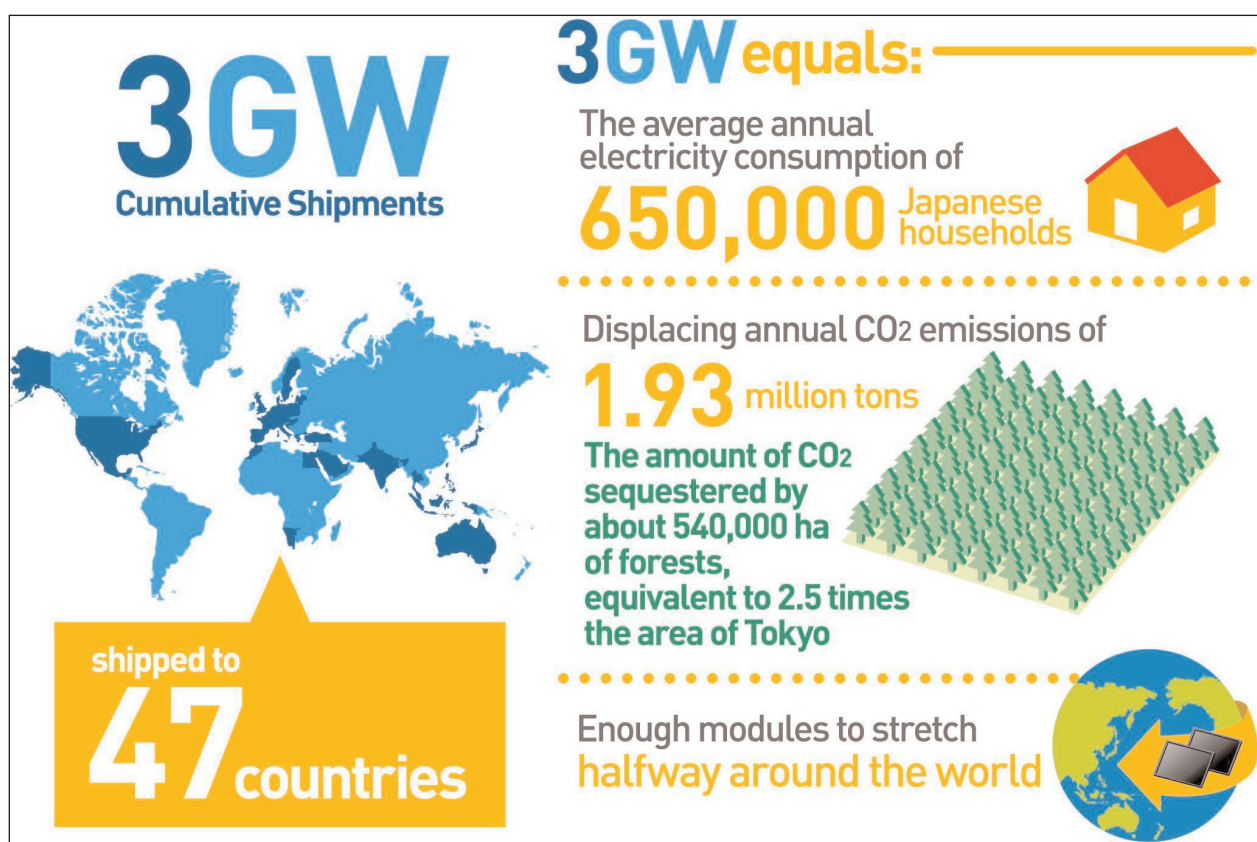 3GW
Cumulative Shipments
shipped to
47 countries
3GW equals:
The average annual
electricity consumption of
650,000 Japanese
households
Displacing annual CO2 emissions of
1.93 million tons
The amount of CO2
sequestered by
about 540,000 ha
of forests,
equivalent to 2.5 times
the area of Tokyo
Enough modules to stretch
halfway around the world